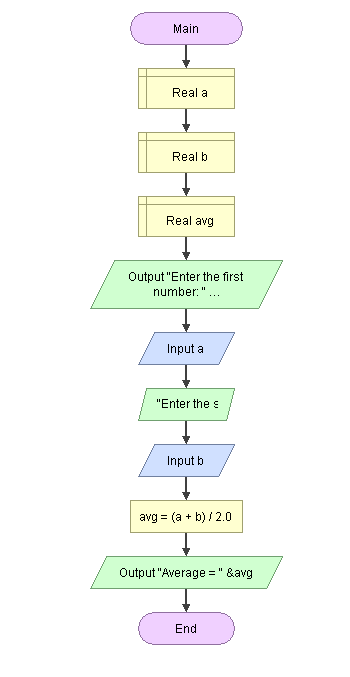 Main
Real a
Real b
Real avg
Output "Enter the first
number: " ...
Input a
"Enter the s
Input b
avg = (a + b) / 2.0
Output "Average = " &avg
End